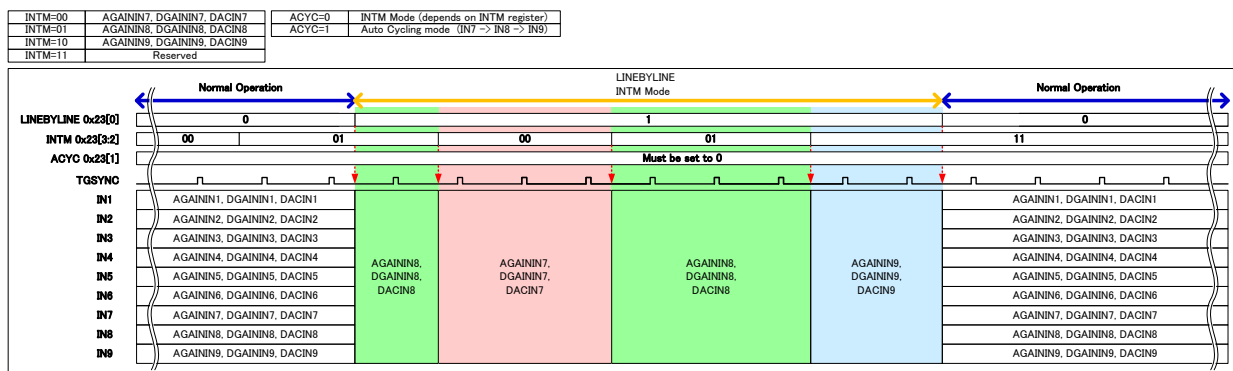 INTM=00 AGAININ7, DGAININ7, DACIN7 ACYC=0 INTM Mode (depends on INTM register)
INTM=01 AGAININ8, DGAININ8, DACIN8 ACYC=1 Auto Cycling mode (IN7 -> IN8 -> IN9)
INTM=10 AGAININ9, DGAININ9, DACIN9
INTM=11 Reserved
LINEBYLINE
Normal Operation INTM Mode Normal Operation
LINEBYLINE 0x23[0] 0 1 0
INTM 0x23[3:2] 00 01 00 01 11
ACYC 0x23[1] Must be set to 0
TGSYNC
IN1 AGAININ1, DGAININ1, DACIN1 AGAININ1, DGAININ1, DACIN1
IN2 AGAININ2, DGAININ2, DACIN2 AGAININ2, DGAININ2, DACIN2
IN3 AGAININ3, DGAININ3, DACIN3 AGAININ3, DGAININ3, DACIN3
IN4 AGAININ4, DGAININ4, DACIN4 AGAININ8, AGAININ7, AGAININ8, AGAININ9, AGAININ4, DGAININ4, DACIN4
IN5 AGAININ5, DGAININ5, DACIN5 DGAININ8, DGAININ7, DGAININ8, DGAININ9, AGAININ5, DGAININ5, DACIN5
IN6 AGAININ6, DGAININ6, DACIN6 DACIN8 DACIN7 DACIN8 DACIN9 AGAININ6, DGAININ6, DACIN6
IN7 AGAININ7, DGAININ7, DACIN7 AGAININ7, DGAININ7, DACIN7
IN8 AGAININ8, DGAININ8, DACIN8 AGAININ8, DGAININ8, DACIN8
IN9 AGAININ9, DGAININ9, DACIN9 AGAININ9, DGAININ9, DACIN9